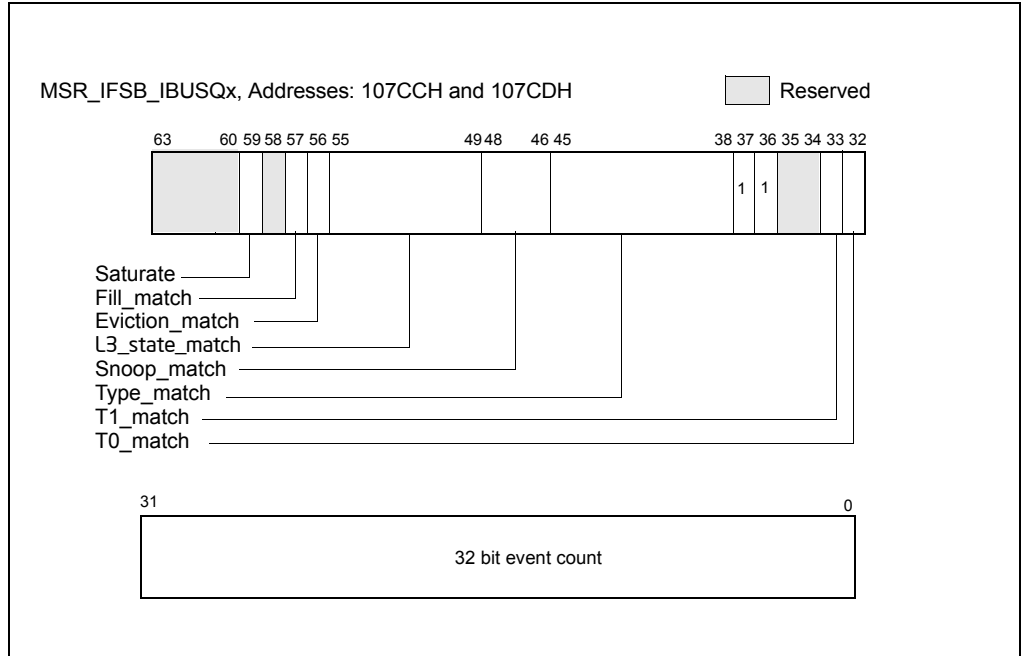 MSR_IFSB_IBUSQx, Addresses: 107CCH and 107CDH Reserved
63 60 59 58 57 56 55 49 48 46 45 38 37 36 35 34 33 32
1 1
Saturate
Fill_match
Eviction_match
L3_state_match
Snoop_match
Type_match
T1_match
T0_match
31 0
32 bit event count